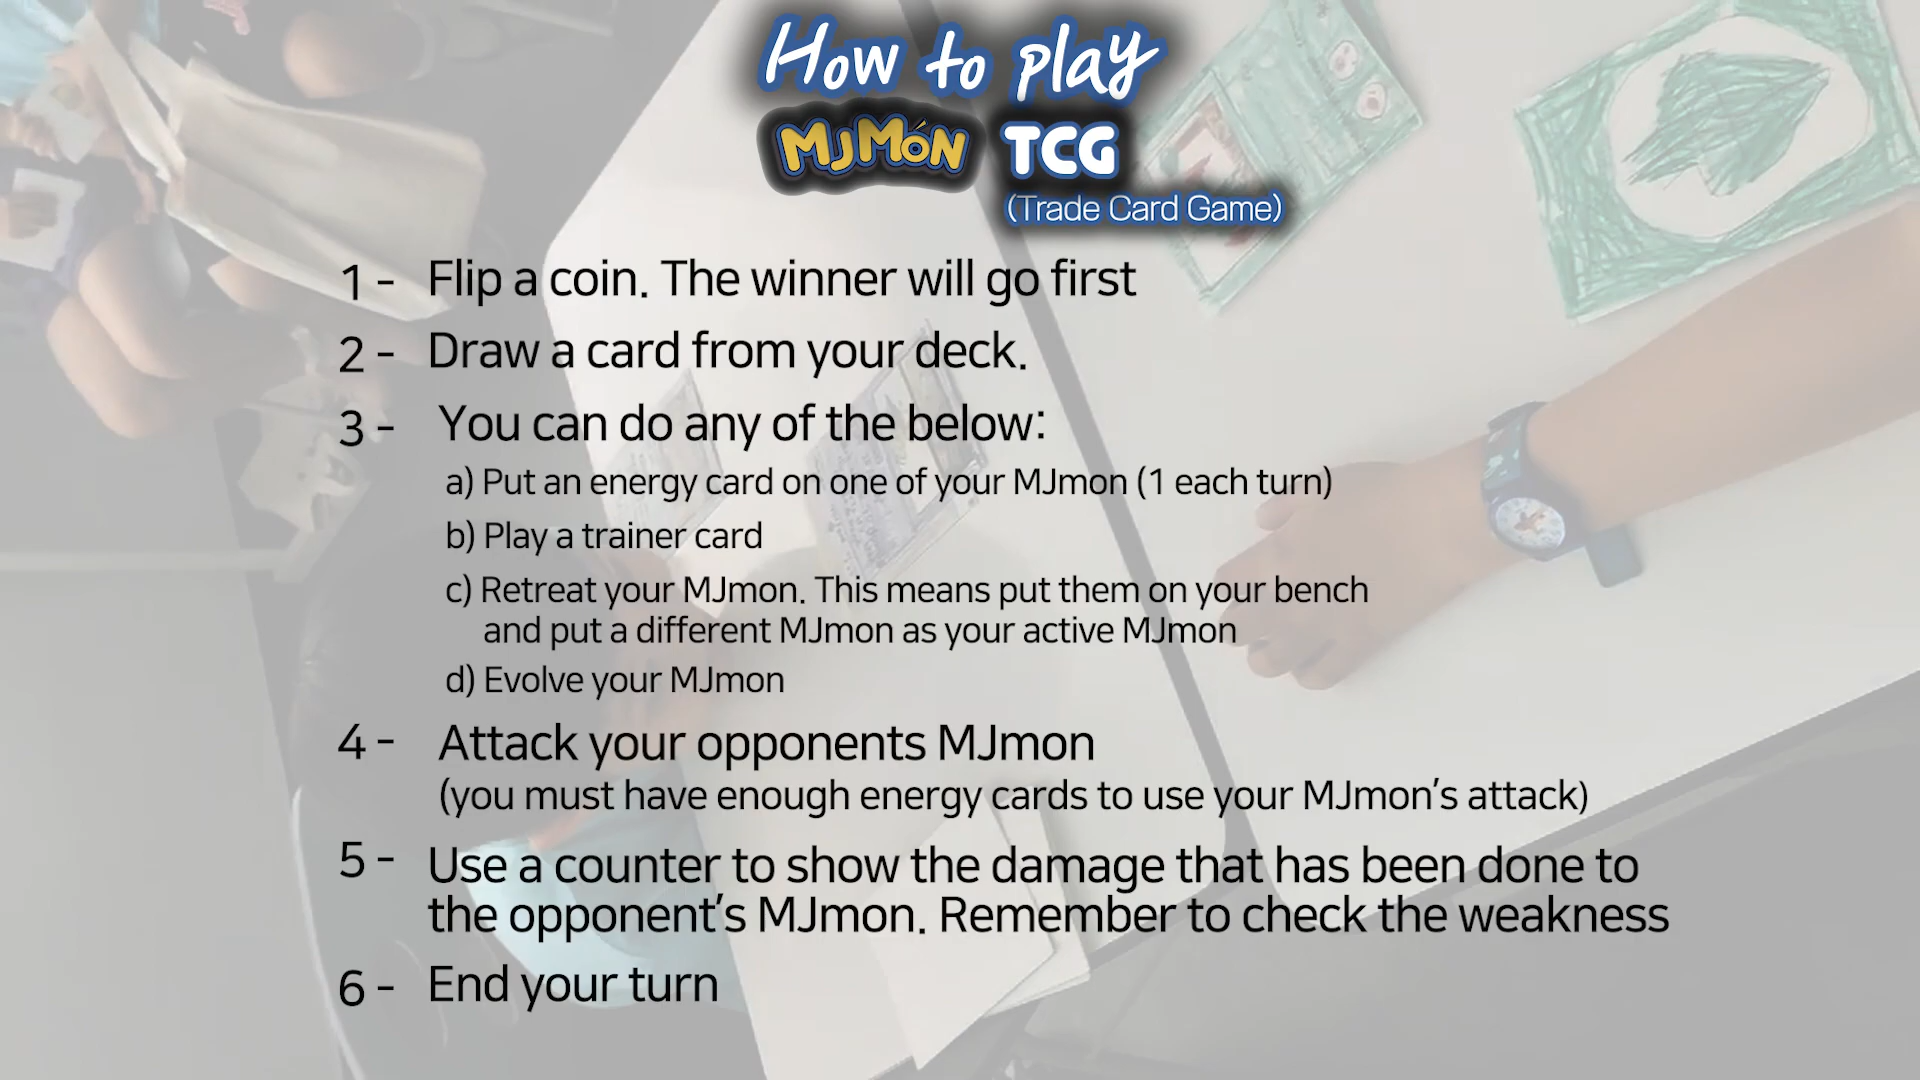 How to play
MJMóN TCG
(Trade Card Game)
1 - Flip a coin. The winner will go first
2 - Draw a card from your deck.
3 - You can do any of the below:
a) Put an energy card on one of your MJmon (1 each turn)
b) Play a trainer card
c) Retreat your MJmon. This means put them on your bench
and put a different MJmon as your active MJmon
d) Evolve your MJmon
4 - Attack your opponents MJmon
(you must have enough energy cards to use your MJmon's attack)
5 - Use a counter to show the damage that has been done to
the opponent's MJmon. Remember to check the weakness
6 - End your turn